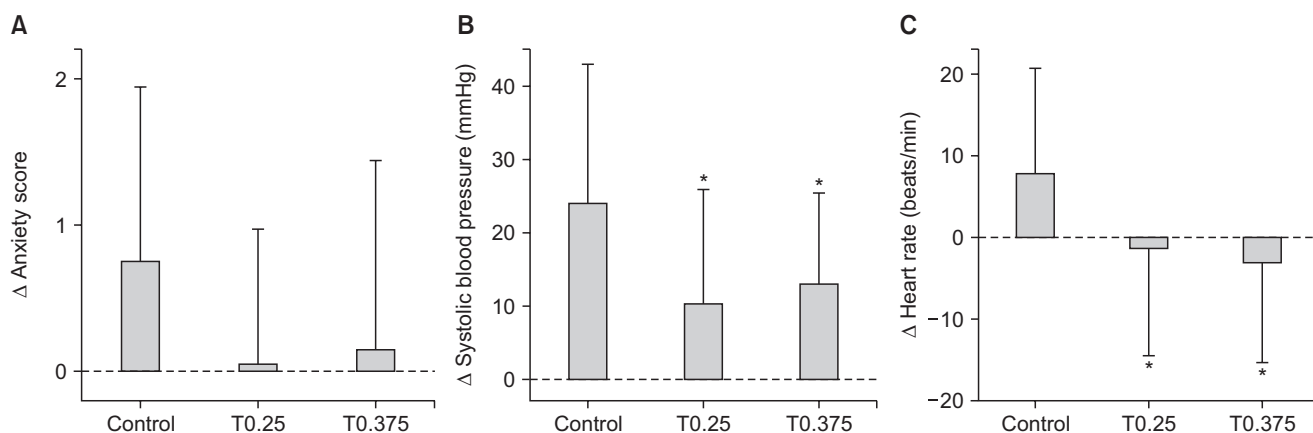 A
Δ Anxiety score
2
1
0
Control T0.25 T0.375
B
Δ Systolic blood pressure (mmHg)
40
30
20
10
0
* *
Control T0.25 T0.375
C
Δ Heart rate (beats/min)
20
10
0
−10
−20
* *
Control T0.25 T0.375